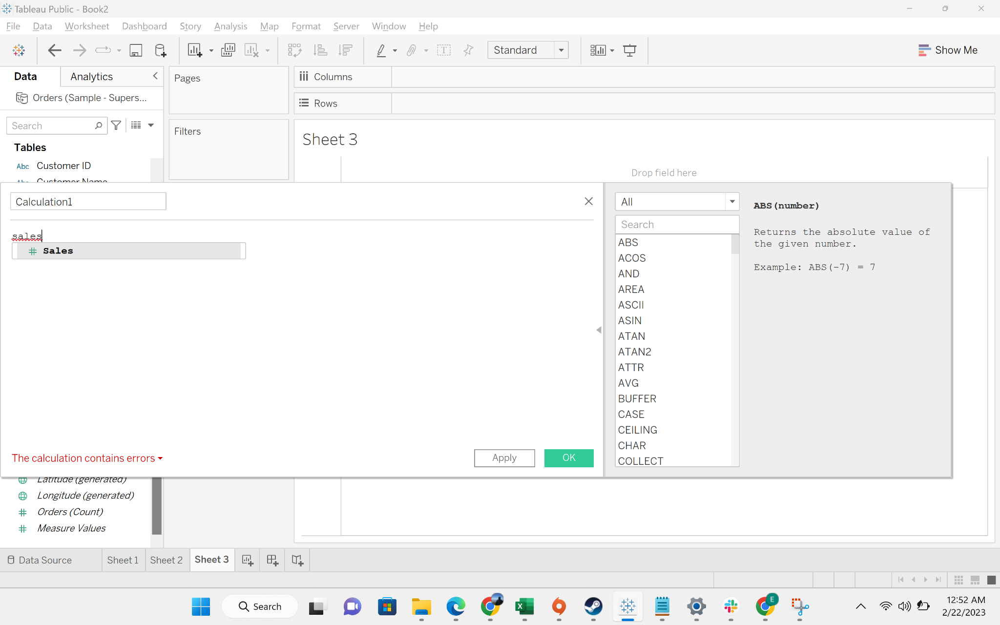 Tableau Public - Book2
File Data Worksheet Dashboard Story Analysis Map Format Server Window Help
Standard
Show Me
Data Analytics
Orders (Sample - Supers...
Search
Tables
Abc Customer ID
Abc Customer Name
Pages
Filters
Columns
Rows
Sheet 3
Drop field here
Calculation1
sales
# Sales
The calculation contains errors
Apply OK
All
Search
ABS
ACOS
AND
AREA
ASCII
ASIN
ATAN
ATAN2
ATTR
AVG
BUFFER
CASE
CEILING
CHAR
COLLECT
ABS(number)
Returns the absolute value of
the given number.
Example: ABS(-7) = 7
Latitude (generated)
Longitude (generated)
# Orders (Count)
# Measure Values
Data Source Sheet 1 Sheet 2 Sheet 3
Search
E
12:52 AM
2/22/2023